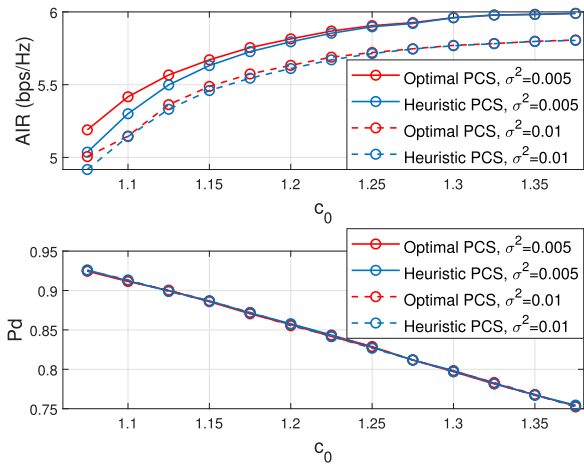 6
5.5
5
AIR (bps/Hz)
Optimal PCS, σ²=0.005
Heuristic PCS, σ²=0.005
Optimal PCS, σ²=0.01
Heuristic PCS, σ²=0.01
1.1 1.15 1.2 1.25 1.3 1.35
c₀
0.95
0.9
0.85
0.8
0.75
Pd
Optimal PCS, σ²=0.005
Heuristic PCS, σ²=0.005
Optimal PCS, σ²=0.01
Heuristic PCS, σ²=0.01
1.1 1.15 1.2 1.25 1.3 1.35
c₀